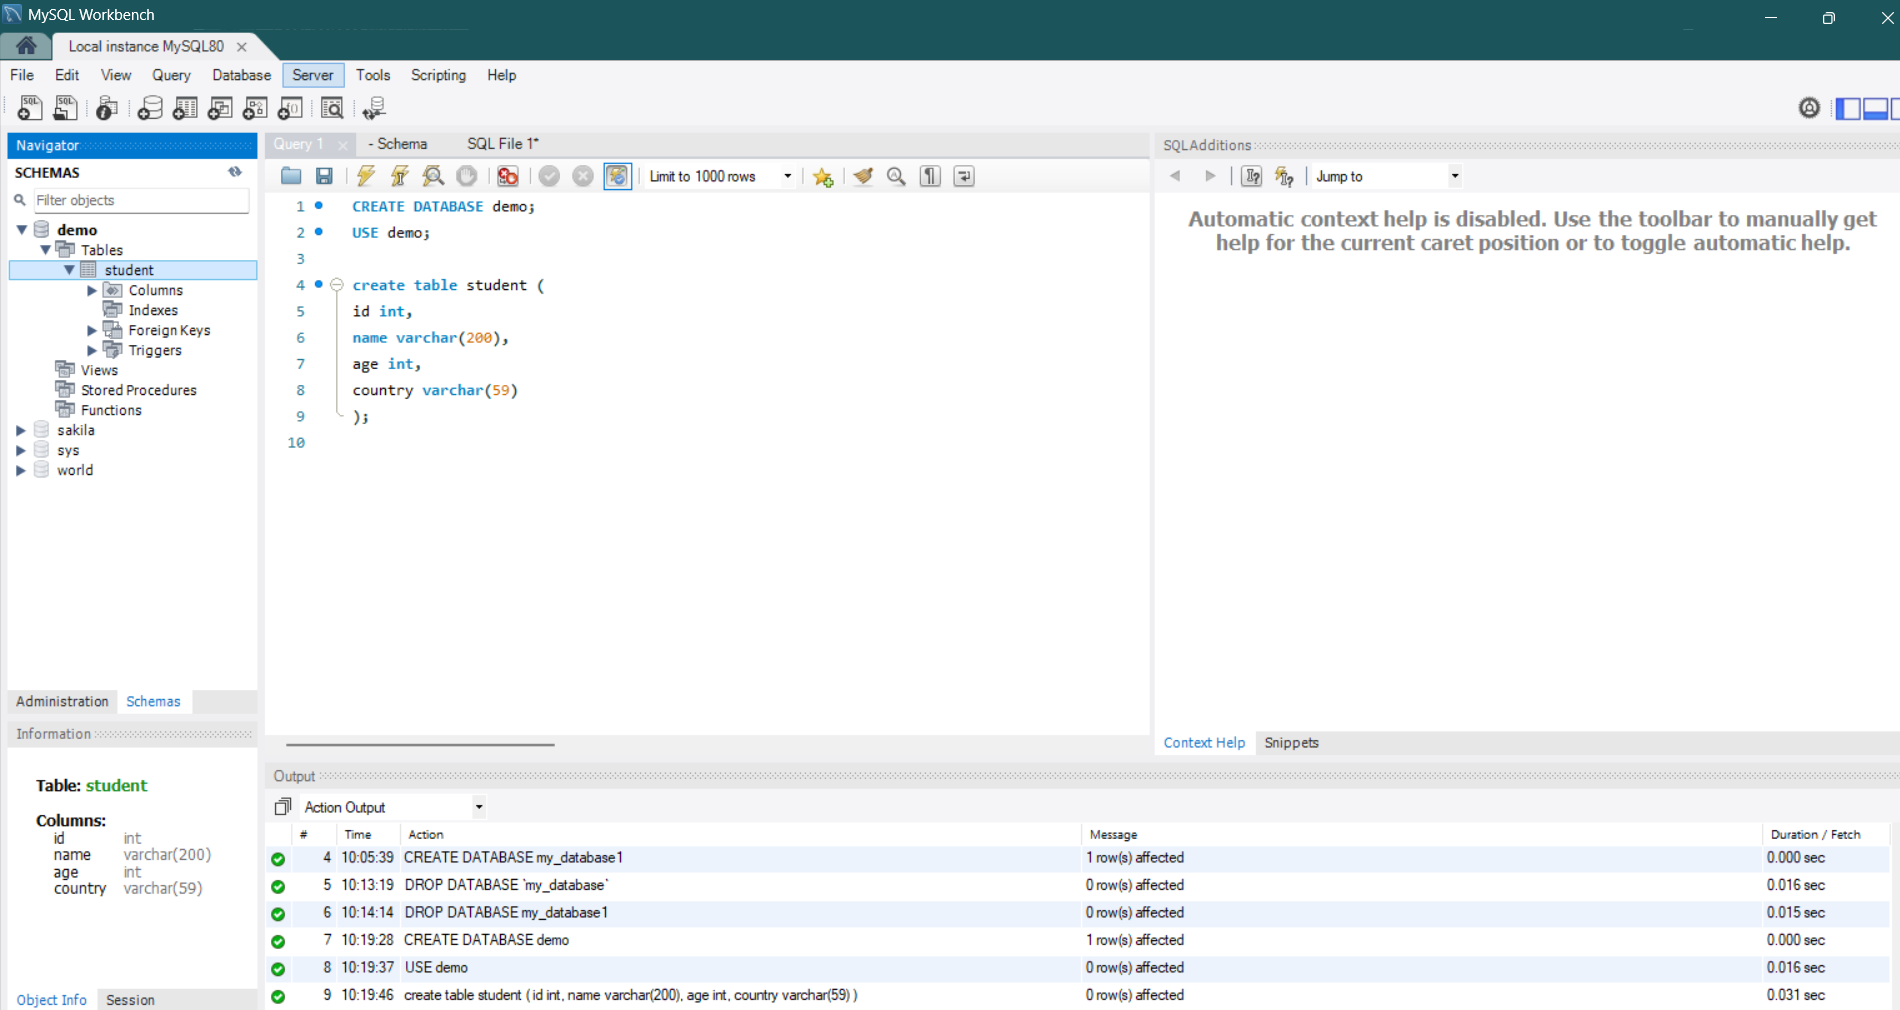 MySQL Workbench
Local instance MySQL80
File Edit View Query Database Server Tools Scripting Help
Navigator
SCHEMAS
Filter objects
demo
Tables
student
Columns
Indexes
Foreign Keys
Triggers
Views
Stored Procedures
Functions
sakila
sys
world
Administration Schemas
Information
Table: student
Columns:
id int
name varchar(200)
age int
country varchar(59)
Object Info Session
Query 1 - Schema SQL File 1*
Limit to 1000 rows
1 CREATE DATABASE demo;
2 USE demo;
3
4 create table student (
5 id int,
6 name varchar(200),
7 age int,
8 country varchar(59)
9 );
10
SQLAdditions
Jump to
Automatic context help is disabled. Use the toolbar to manually get
help for the current caret position or to toggle automatic help.
Context Help Snippets
Output
Action Output
# Time Action Message Duration / Fetch
4 10:05:39 CREATE DATABASE my_database1 1 row(s) affected 0.000 sec
5 10:13:19 DROP DATABASE `my_database` 0 row(s) affected 0.016 sec
6 10:14:14 DROP DATABASE my_database1 0 row(s) affected 0.015 sec
7 10:19:28 CREATE DATABASE demo 1 row(s) affected 0.000 sec
8 10:19:37 USE demo 0 row(s) affected 0.016 sec
9 10:19:46 create table student ( id int, name varchar(200), age int, country varchar(59) ) 0 row(s) affected 0.031 sec